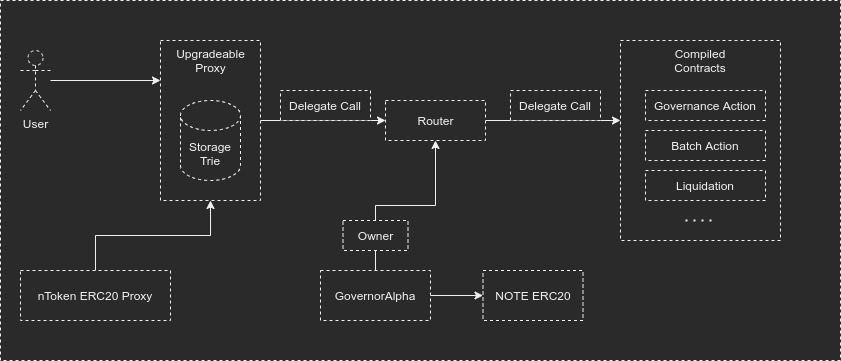 Upgradeable
Proxy
Compiled
Contracts
User
Storage
Trie
Delegate Call
Router
Delegate Call
Governance Action
Batch Action
Liquidation
....
Owner
nToken ERC20 Proxy
GovernorAlpha
NOTE ERC20